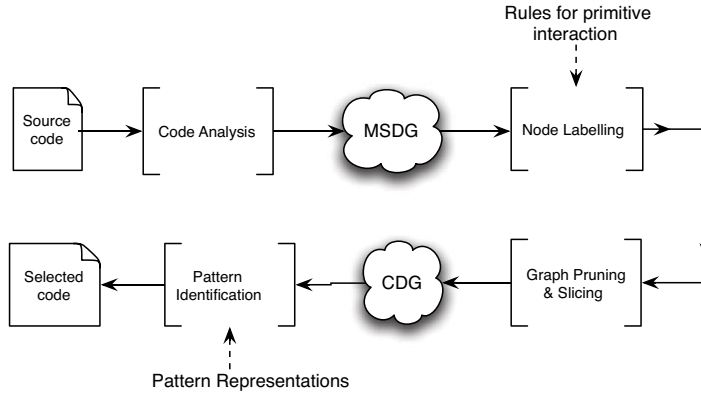 Rules for primitive
interaction
Source
code
Code Analysis
MSDG
Node Labelling
Selected
code
Pattern
Identification
CDG
Graph Pruning
& Slicing
Pattern Representations